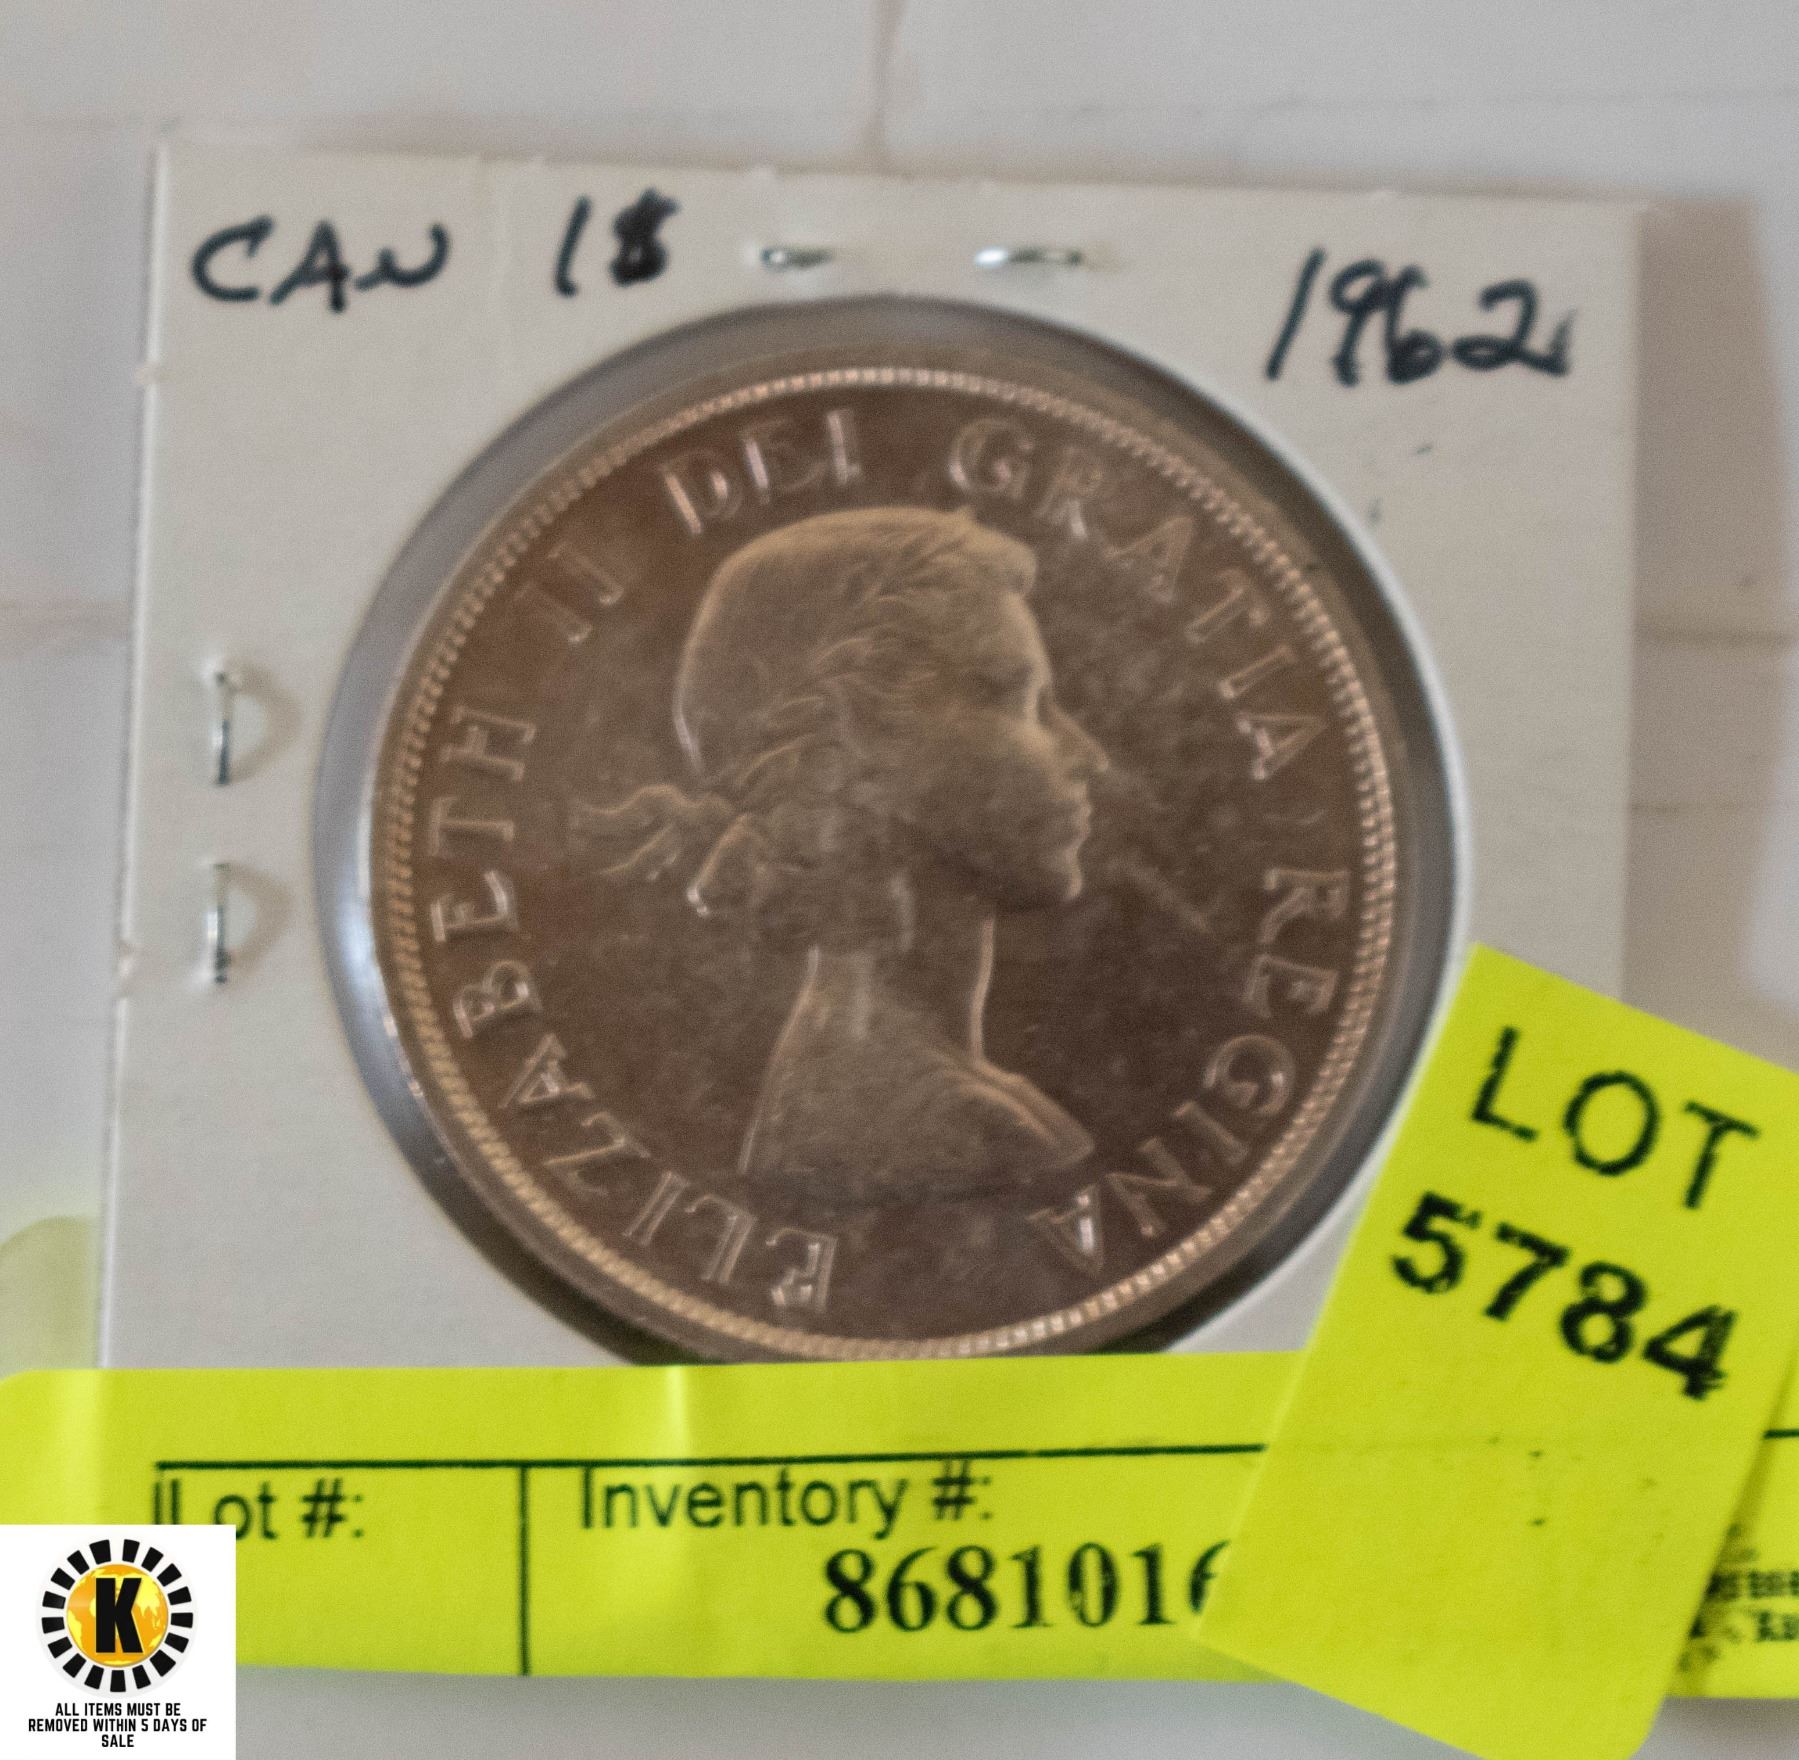 CAN 1$ 1962
ELIZABETH II DEI GRATIA REGINA
LOT
5784
Lot #:
Inventory #:
8681016
K
ALL ITEMS MUST BE
REMOVED WITHIN 5 DAYS OF
SALE